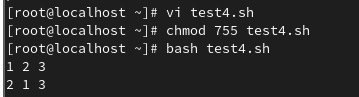 [root@localhost ~]# vi test4.sh
[root@localhost ~]# chmod 755 test4.sh
[root@localhost ~]# bash test4.sh
1 2 3
2 1 3